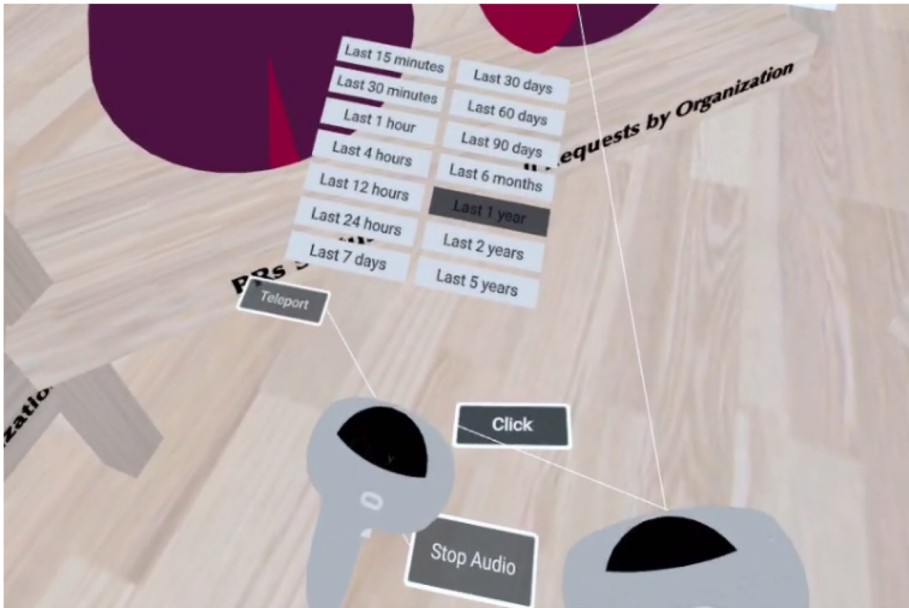 Last 15 minutes
Last 30 minutes
Last 1 hour
Last 4 hours
Last 12 hours
Last 24 hours
Last 7 days
Last 30 days
Last 60 days
Last 90 days
Last 6 months
Last 1 year
Last 2 years
Last 5 years
Requests by Organization
PRs
Teleport
Click
Stop Audio